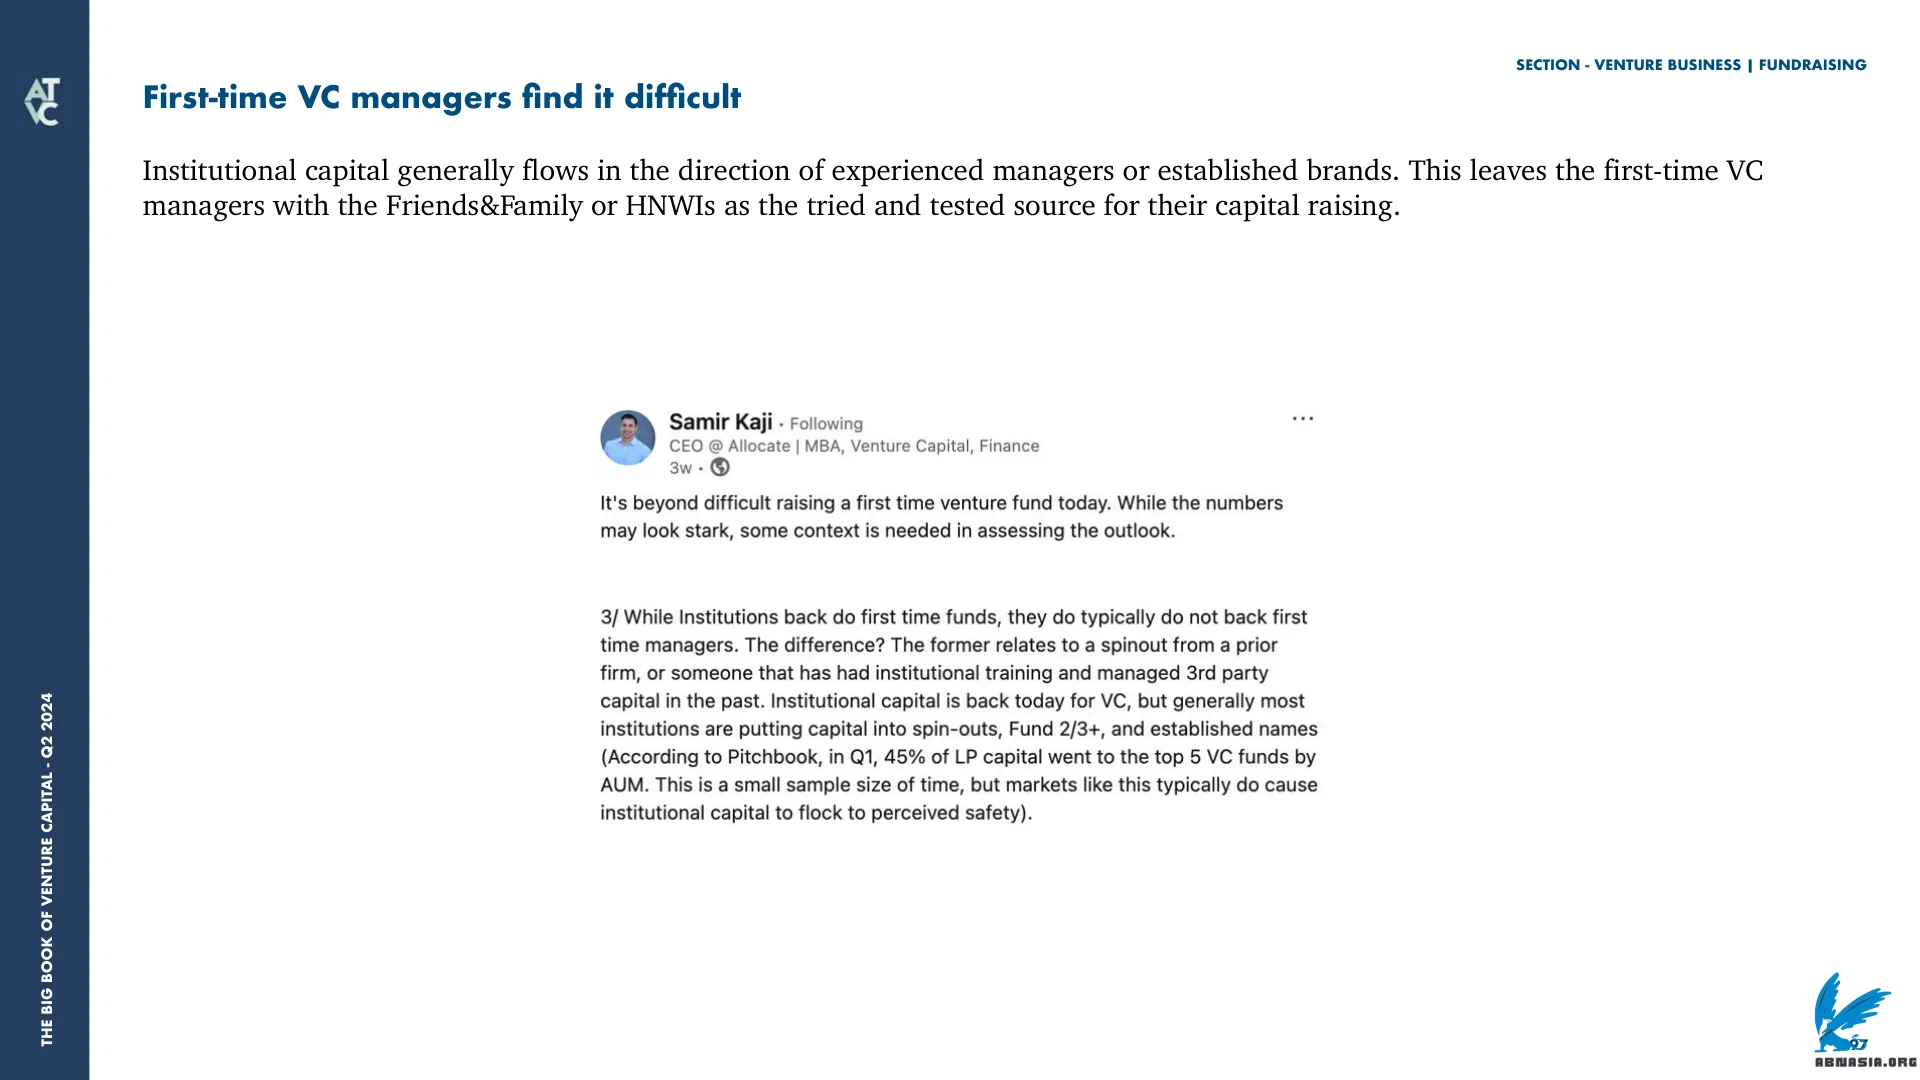 SECTION - VENTURE BUSINESS | FUNDRAISING
AT
VC
First-time VC managers find it difficult
Institutional capital generally flows in the direction of experienced managers or established brands. This leaves the first-time VC
managers with the Friends&Family or HNWIs as the tried and tested source for their capital raising.
Samir Kaji · Following
...
CEO @ Allocate | MBA, Venture Capital, Finance
3w ·
It's beyond difficult raising a first time venture fund today. While the numbers
may look stark, some context is needed in assessing the outlook.
3/ While Institutions back do first time funds, they do typically do not back first
time managers. The difference? The former relates to a spinout from a prior
firm, or someone that has had institutional training and managed 3rd party
capital in the past. Institutional capital is back today for VC, but generally most
institutions are putting capital into spin-outs, Fund 2/3+, and established names
(According to Pitchbook, in Q1, 45% of LP capital went to the top 5 VC funds by
AUM. This is a small sample size of time, but markets like this typically do cause
institutional capital to flock to perceived safety).
THE BIG BOOK OF VENTURE CAPITAL - Q2 2024
97
ABNASIA.ORG